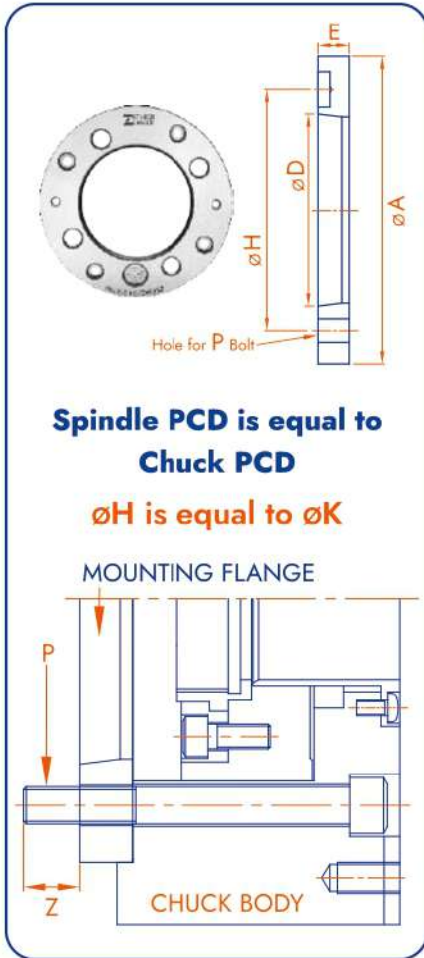 E
øH
øD
øA
Hole for P Bolt
Spindle PCD is equal to
Chuck PCD
øH is equal to øK
MOUNTING FLANGE
P
Z
CHUCK BODY